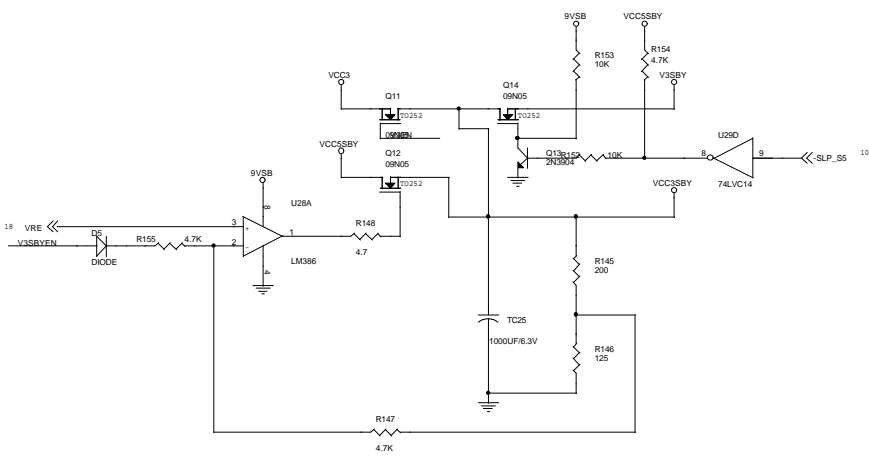 9VSB
VCC5SBY
R153
10K
R154
4.7K
VCC3
Q11
09N05
TO252
Q14
09N05
TO252
V3SBY
U29D
VCC5SBY
Q12
09N05
TO252
Q13
2N3904
R152
10K
8
9
74LVC14
-SLP_S5
10
9VSB
8
U28A
VCC3SBY
18
VRE
3
+
R148
1
V3SBYEN
D5
DIODE
R155
4.7K
2
-
4.7
LM386
4
R145
200
TC25
1000UF/6.3V
R146
125
R147
4.7K